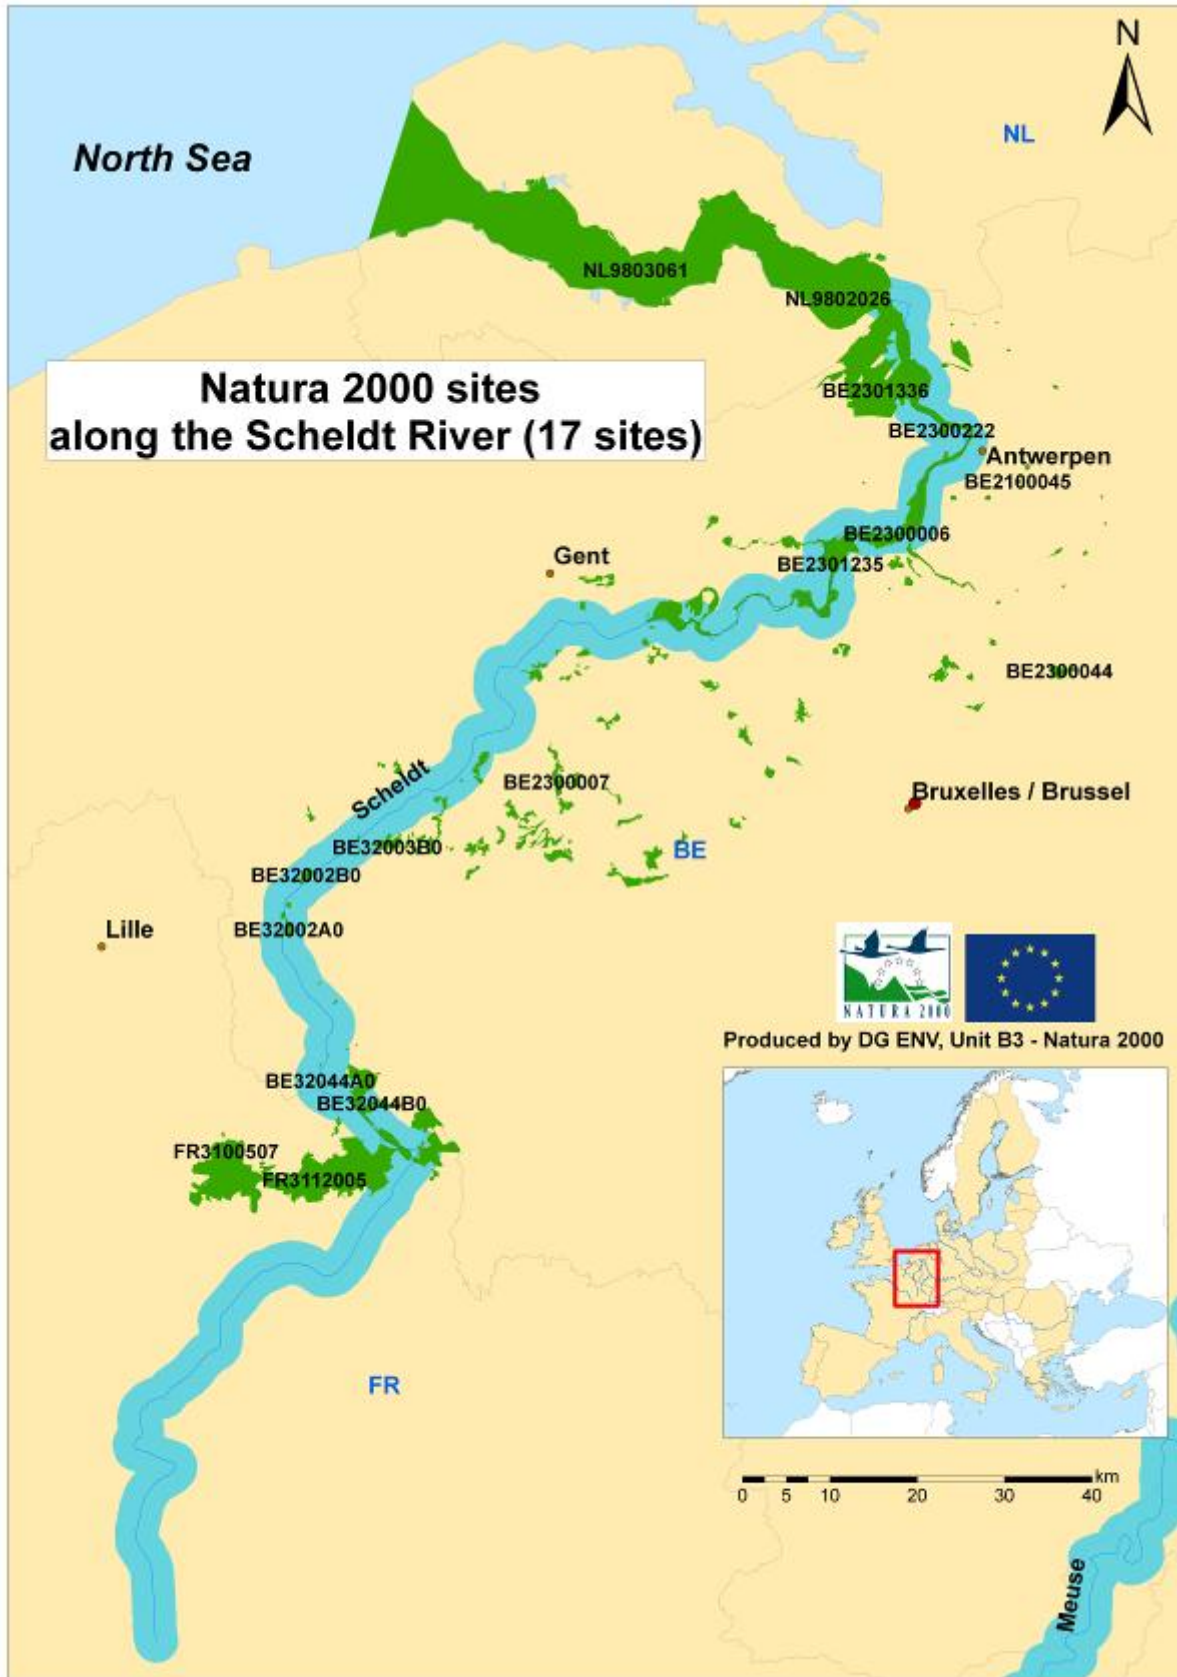 N
NL
North Sea
NL9803061
NL9802026
Natura 2000 sites
along the Scheldt River (17 sites)
BE2301336
BE2300222
Antwerpen
BE2100045
BE2300006
Gent
BE2301235
BE2300044
Scheldt
BE2300007
Bruxelles / Brussel
BE32003B0
BE
BE32002B0
Lille
BE32002A0
NATURA 2000
Produced by DG ENV, Unit B3 - Natura 2000
BE32044A0
BE32044B0
FR3100507
FR3112005
FR
km
0 5 10 20 30 40
Meuse